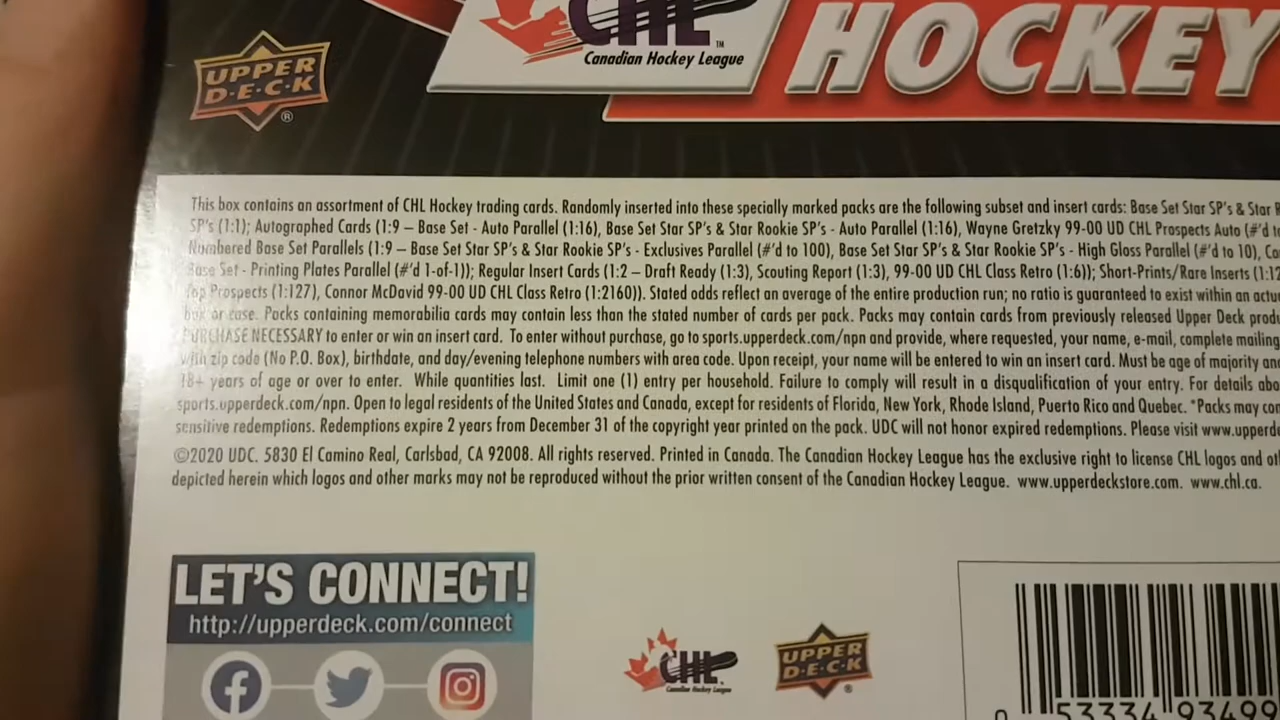 CHL
TM
Canadian Hockey League
HOCKEY
UPPER
D·E·C·K
®
This box contains an assortment of CHL Hockey trading cards. Randomly inserted into these specially marked packs are the following subset and insert cards: Base Set Star SP's & Star
SP's (1:1); Autographed Cards (1:9 – Base Set - Auto Parallel (1:16), Base Set Star SP's & Star Rookie SP's - Auto Parallel (1:16), Wayne Gretzky 99-00 UD CHL Prospects Auto (#'d to
Numbered Base Set Parallels (1:9 – Base Set Star SP's & Star Rookie SP's - Exclusives Parallel (#'d to 100), Base Set Star SP's & Star Rookie SP's - High Gloss Parallel (#'d to 10),
Base Set - Printing Plates Parallel (#'d 1-of-1)); Regular Insert Cards (1:2 – Draft Ready (1:3), Scouting Report (1:3), 99-00 UD CHL Class Retro (1:6)); Short-Prints/Rare Inserts (1:12
Top Prospects (1:127), Connor McDavid 99-00 UD CHL Class Retro (1:2160)). Stated odds reflect an average of the entire production run; no ratio is guaranteed to exist within an
box or case. Packs containing memorabilia cards may contain less than the stated number of cards per pack. Packs may contain cards from previously released Upper Deck
PURCHASE NECESSARY to enter or win an insert card. To enter without purchase, go to sports.upperdeck.com/npn and provide, where requested, your name, e-mail, complete mailing
with zip code (No P.O. Box), birthdate, and day/evening telephone numbers with area code. Upon receipt, your name will be entered to win an insert card. Must be age of majority
18+ years of age or over to enter. While quantities last. Limit one (1) entry per household. Failure to comply will result in a disqualification of your entry. For details
sports.upperdeck.com/npn. Open to legal residents of the United States and Canada, except for residents of Florida, New York, Rhode Island, Puerto Rico and Quebec. *Packs may
sensitive redemptions. Redemptions expire 2 years from December 31 of the copyright year printed on the pack. UDC will not honor expired redemptions. Please visit
©2020 UDC. 5830 El Camino Real, Carlsbad, CA 92008. All rights reserved. Printed in Canada. The Canadian Hockey League has the exclusive right to license CHL logos and
depicted herein which logos and other marks may not be reproduced without the prior written consent of the Canadian Hockey League. www.upperdeckstore.com. www.chl.ca.
LET'S CONNECT!
http://upperdeck.com/connect
CHL
Canadian Hockey League
UPPER
D·E·C·K
®
0 53334 93499